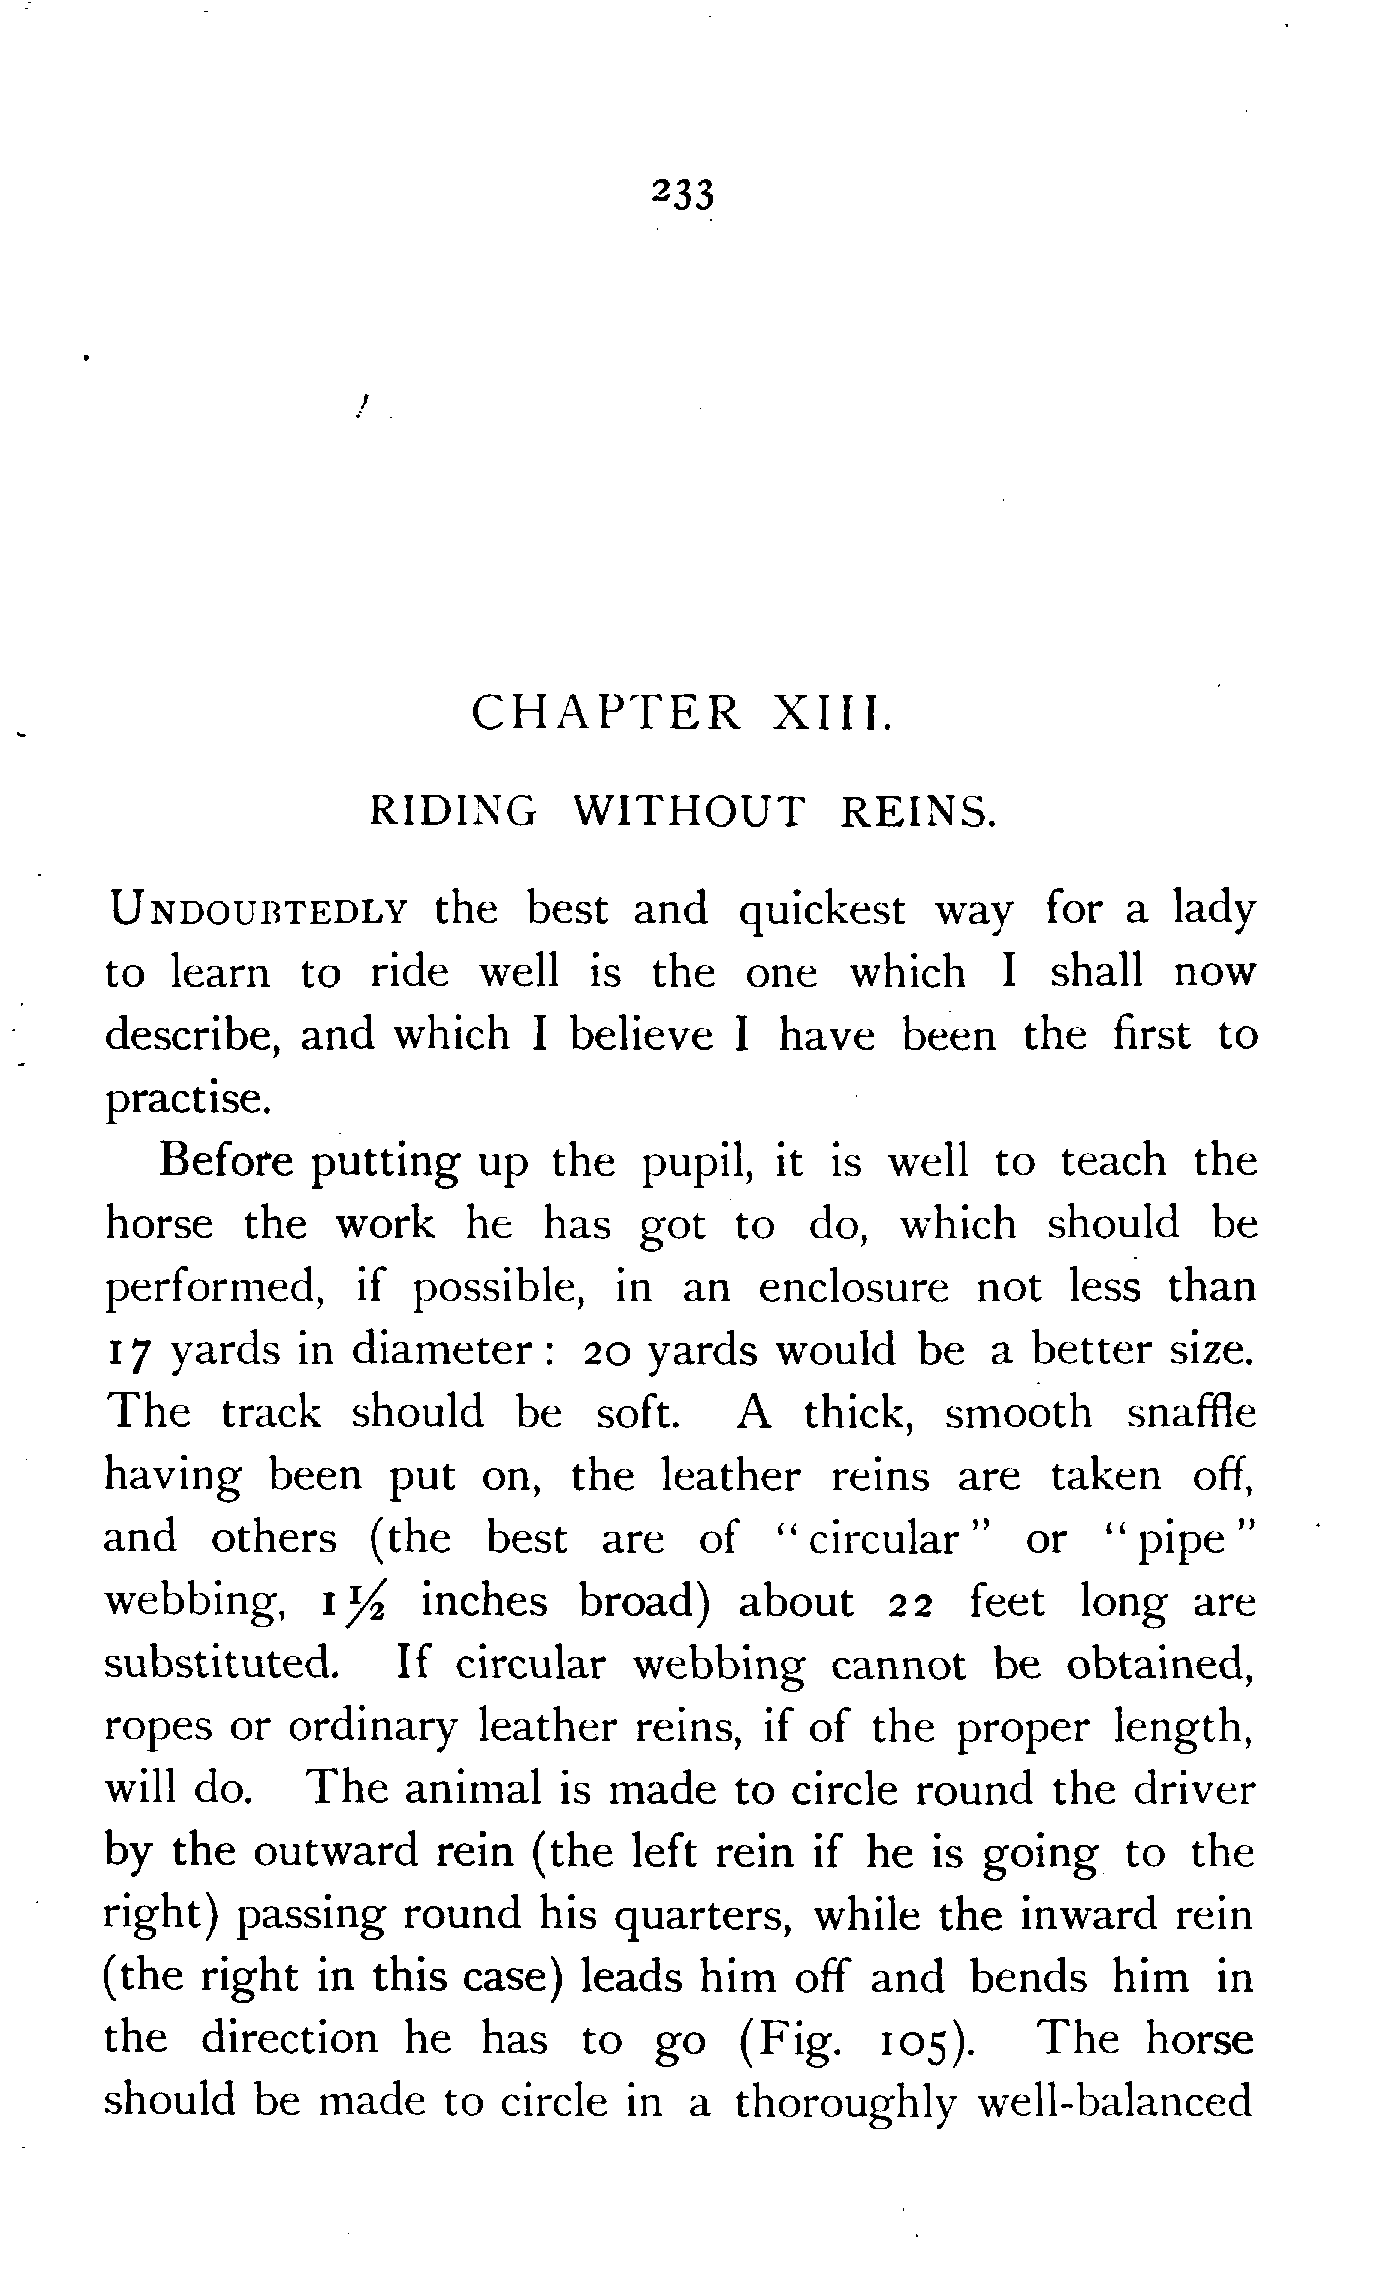 233
CHAPTER XIII.
RIDING WITHOUT REINS.
UNDOUBTEDLY the best and quickest way for a lady
to learn to ride well is the one which I shall now
describe, and which I believe I have been the first to
practise.
Before putting up the pupil, it is well to teach the
horse the work he has got to do, which should be
performed, if possible, in an enclosure not less than
17 yards in diameter : 20 yards would be a better size.
The track should be soft. A thick, smooth snaffle
having been put on, the leather reins are taken off,
and others (the best are of “circular” or “pipe”
webbing, 1½ inches broad) about 22 feet long are
substituted. If circular webbing cannot be obtained,
ropes or ordinary leather reins, if of the proper length,
will do. The animal is made to circle round the driver
by the outward rein (the left rein if he is going to the
right) passing round his quarters, while the inward rein
(the right in this case) leads him off and bends him in
the direction he has to go (Fig. 105). The horse
should be made to circle in a thoroughly well-balanced